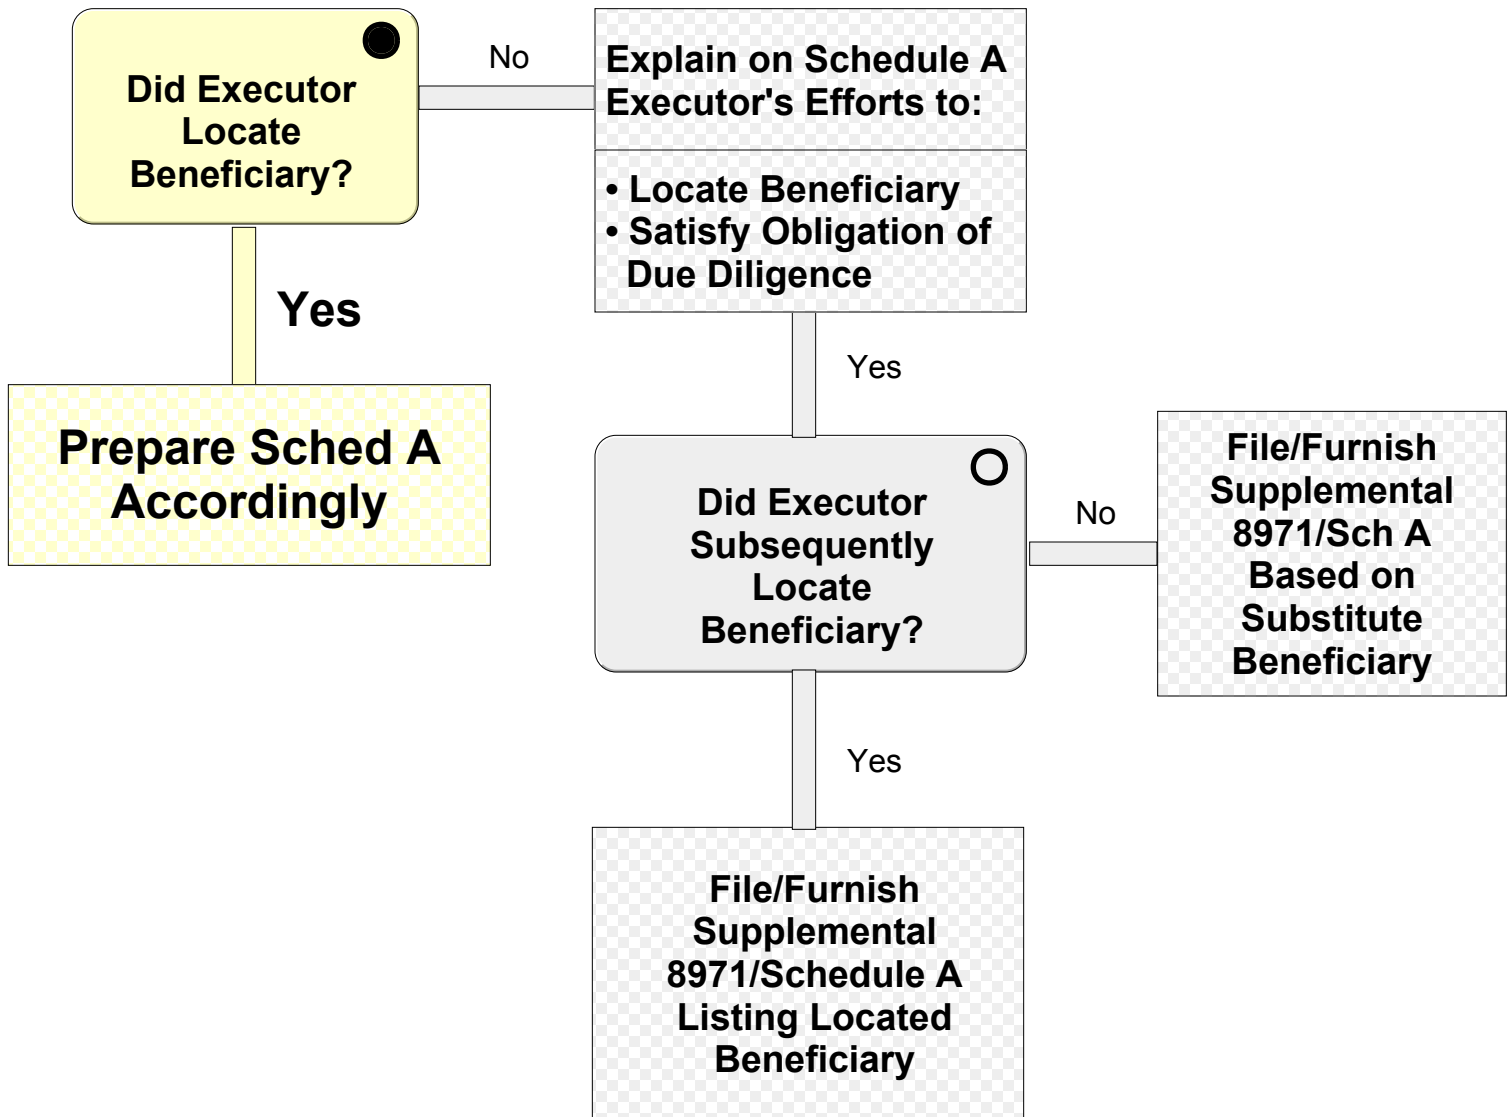 Did Executor
Locate
Beneficiary?
No
Explain on Schedule A
Executor's Efforts to:
• Locate Beneficiary
• Satisfy Obligation of
Due Diligence
Yes
Prepare Sched A
Accordingly
Yes
Did Executor
Subsequently
Locate
Beneficiary?
No
File/Furnish
Supplemental
8971/Sch A
Based on
Substitute
Beneficiary
Yes
File/Furnish
Supplemental
8971/Schedule A
Listing Located
Beneficiary